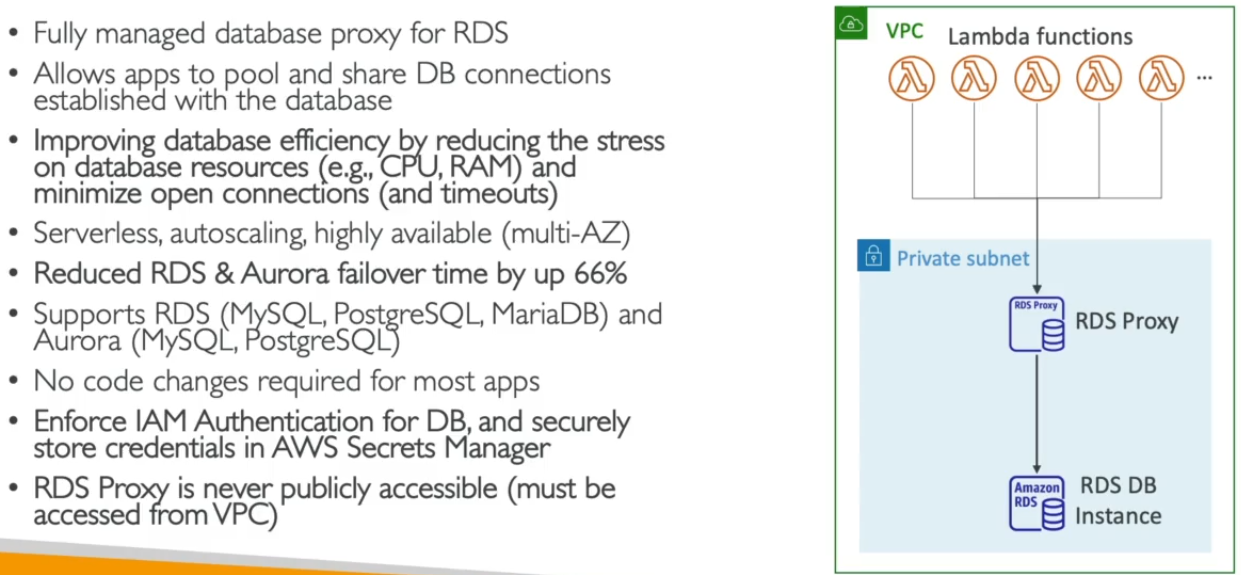 • Fully managed database proxy for RDS
• Allows apps to pool and share DB connections
established with the database
• Improving database efficiency by reducing the stress
on database resources (e.g., CPU, RAM) and
minimize open connections (and timeouts)
• Serverless, autoscaling, highly available (multi-AZ)
• Reduced RDS & Aurora failover time by up 66%
• Supports RDS (MySQL, PostgreSQL, MariaDB) and
Aurora (MySQL, PostgreSQL)
• No code changes required for most apps
• Enforce IAM Authentication for DB, and securely
store credentials in AWS Secrets Manager
• RDS Proxy is never publicly accessible (must be
accessed from VPC)
VPC
Lambda functions
...
Private subnet
RDS Proxy
RDS Proxy
Amazon
RDS
RDS DB
Instance